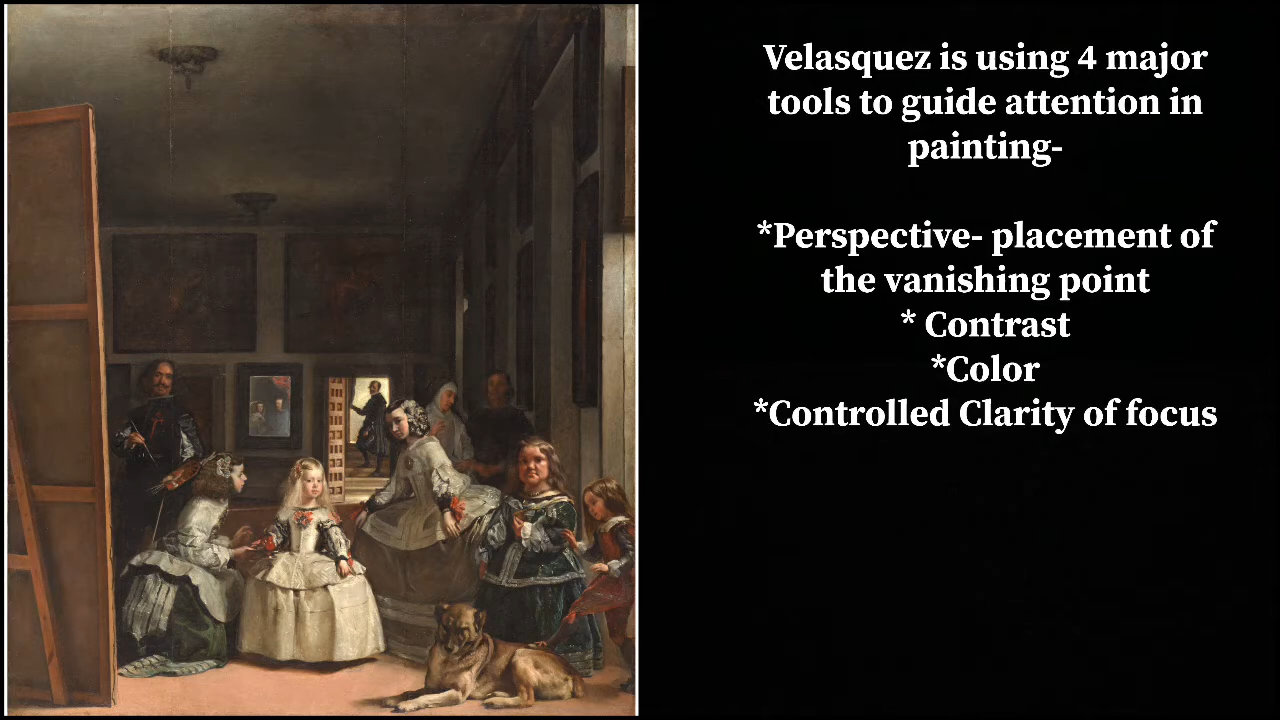 Velasquez is using 4 major
tools to guide attention in
painting-
*Perspective- placement of
the vanishing point
* Contrast
*Color
*Controlled Clarity of focus